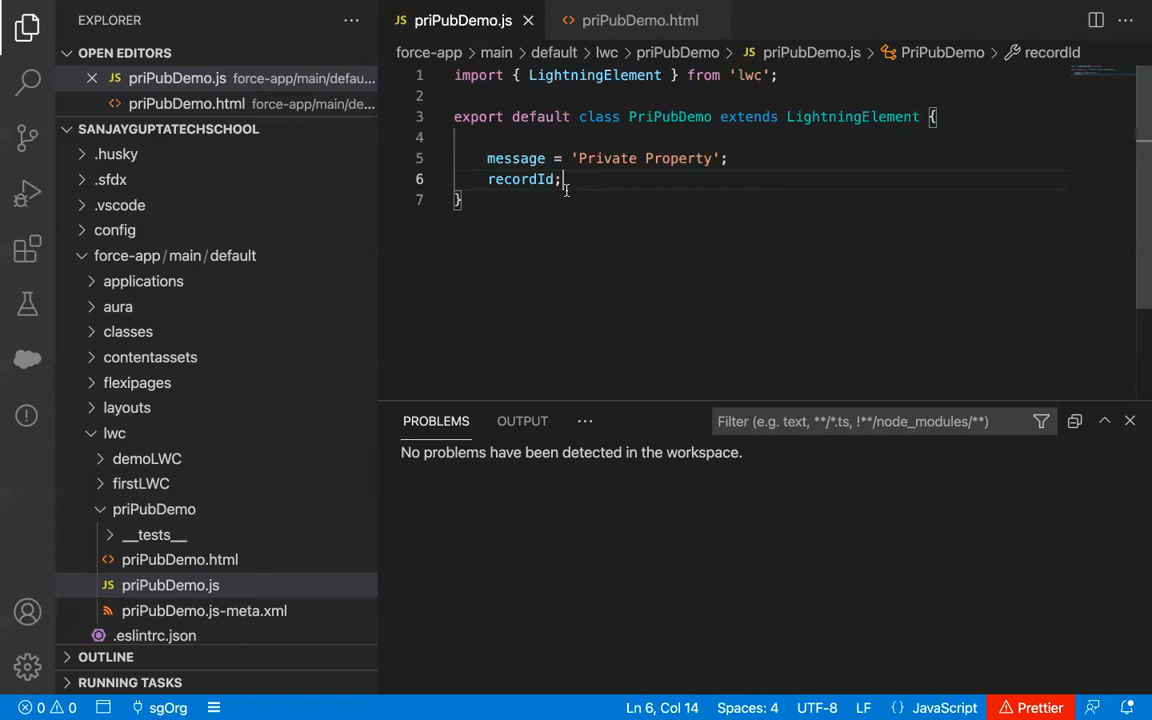 EXPLORER
OPEN EDITORS
JS priPubDemo.js force-app/main/defau...
<> priPubDemo.html force-app/main/de...
SANJAYGUPTATECHSCHOOL
.husky
.sfdx
.vscode
config
force-app/main/default
applications
aura
classes
contentassets
flexipages
layouts
lwc
demoLWC
firstLWC
priPubDemo
__tests__
<> priPubDemo.html
JS priPubDemo.js
priPubDemo.js-meta.xml
.eslintrc.json
OUTLINE
RUNNING TASKS
JS priPubDemo.js
<> priPubDemo.html
force-app > main > default > lwc > priPubDemo > JS priPubDemo.js > PriPubDemo > recordId
1 import { LightningElement } from 'lwc';
2
3 export default class PriPubDemo extends LightningElement {
4
5 message = 'Private Property';
6 recordId;
7 }
PROBLEMS OUTPUT ... Filter (e.g. text, **/*.ts, !**/node_modules/**)
No problems have been detected in the workspace.
0 0 sgOrg Ln 6, Col 14 Spaces: 4 UTF-8 LF {} JavaScript Prettier